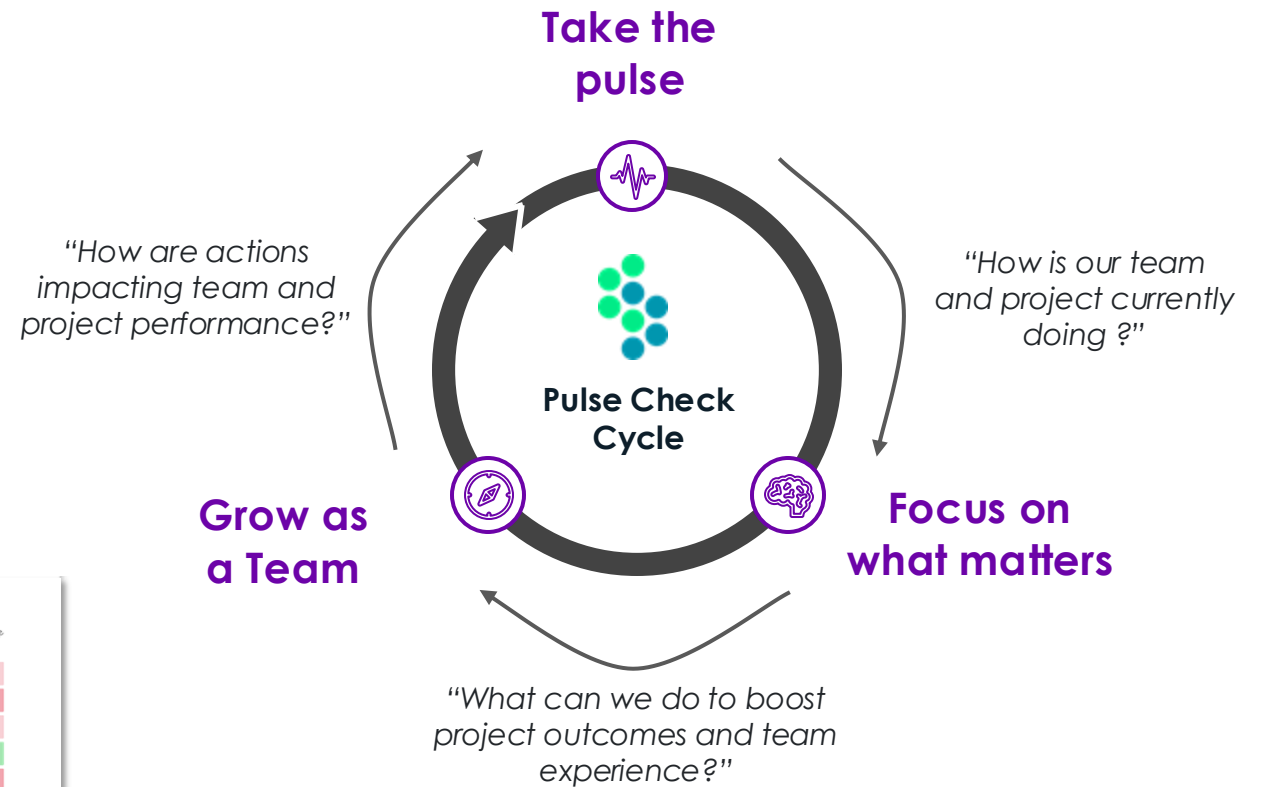 Take the
pulse
“How are actions
impacting team and
project performance?”
“How is our team
and project currently
doing ?”
Pulse Check
Cycle
Grow as
a Team
Focus on
what matters
“What can we do to boost
project outcomes and team
experience?”